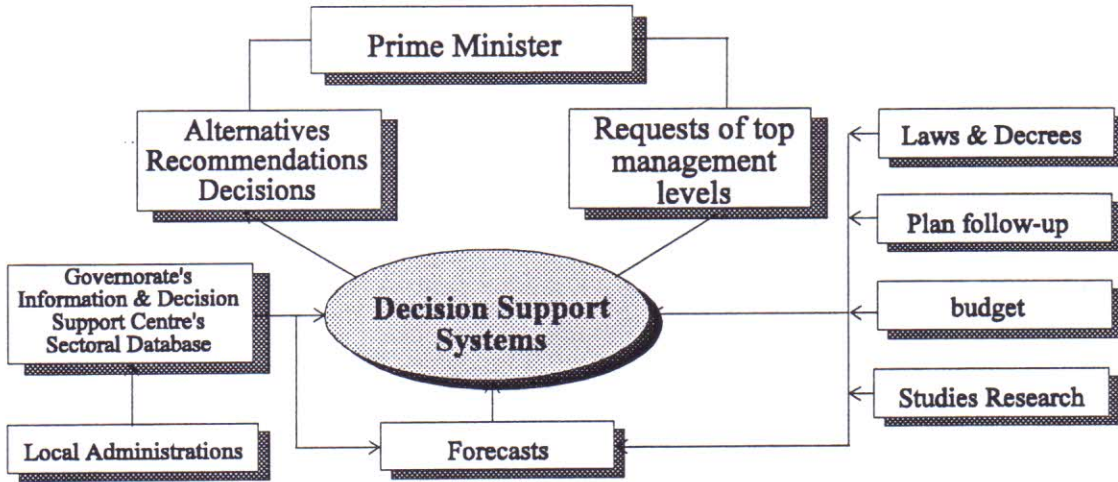 Prime Minister
Alternatives
Recommendations
Decisions
Requests of top
management
levels
Laws & Decrees
Plan follow-up
Governorate's
Information & Decision
Support Centre's
Sectoral Database
Decision Support
Systems
budget
Studies Research
Local Administrations
Forecasts